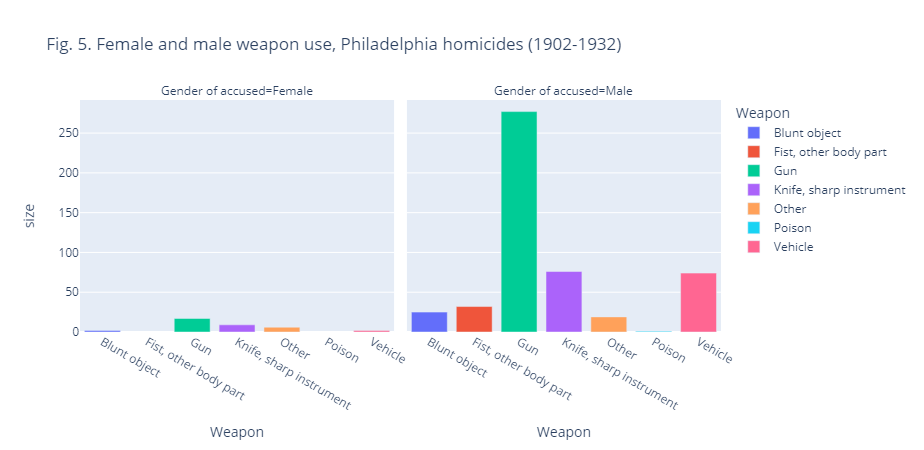 Fig. 5. Female and male weapon use, Philadelphia homicides (1902-1932)
Gender of accused=Female
Gender of accused=Male
Weapon
Blunt object
Fist, other body part
Gun
Knife, sharp instrument
Other
Poison
Vehicle
size
250
200
150
100
50
0
Blunt object
Fist, other body part
Gun
Knife, sharp instrument
Other
Poison
Vehicle
Blunt object
Fist, other body part
Gun
Knife, sharp instrument
Other
Poison
Vehicle
Weapon
Weapon